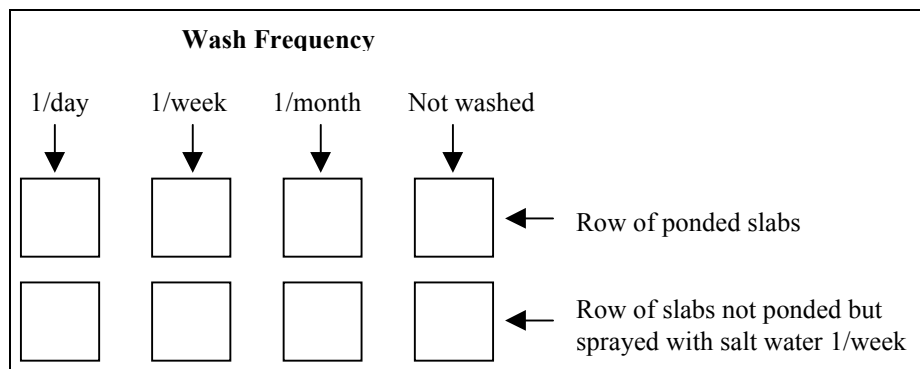 Wash Frequency
1/day 1/week 1/month Not washed
Row of ponded slabs
Row of slabs not ponded but
sprayed with salt water 1/week